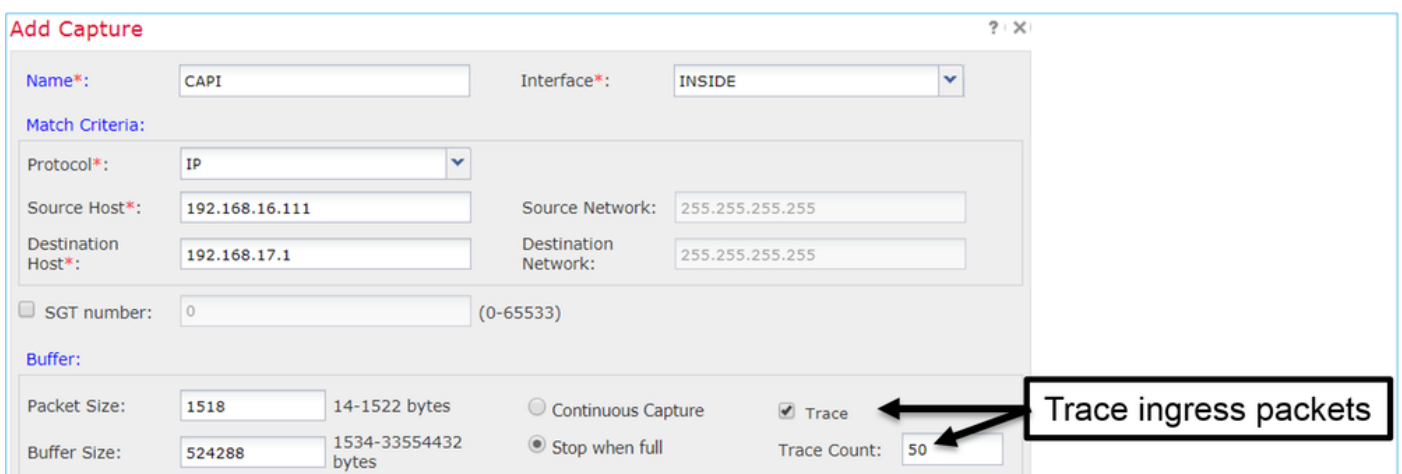 Add Capture ? X
Name*: CAPI Interface*: INSIDE
Match Criteria:
Protocol*: IP
Source Host*: 192.168.16.111 Source Network: 255.255.255.255
Destination Host*: 192.168.17.1 Destination Network: 255.255.255.255
SGT number: 0 (0-65533)
Buffer:
Packet Size: 1518 14-1522 bytes Continuous Capture Trace
Trace ingress packets
Buffer Size: 524288 1534-33554432 bytes Stop when full Trace Count: 50